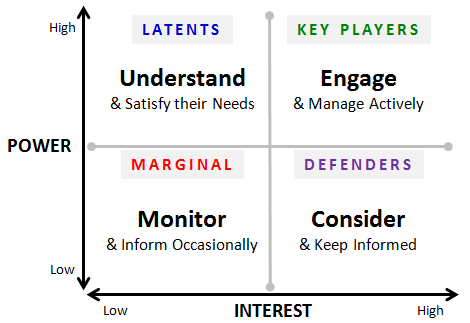 High
LATENTS
KEY PLAYERS
Understand
& Satisfy their Needs
Engage
& Manage Actively
POWER
MARGINAL
DEFENDERS
Monitor
& Inform Occasionally
Consider
& Keep Informed
Low
Low
INTEREST
High